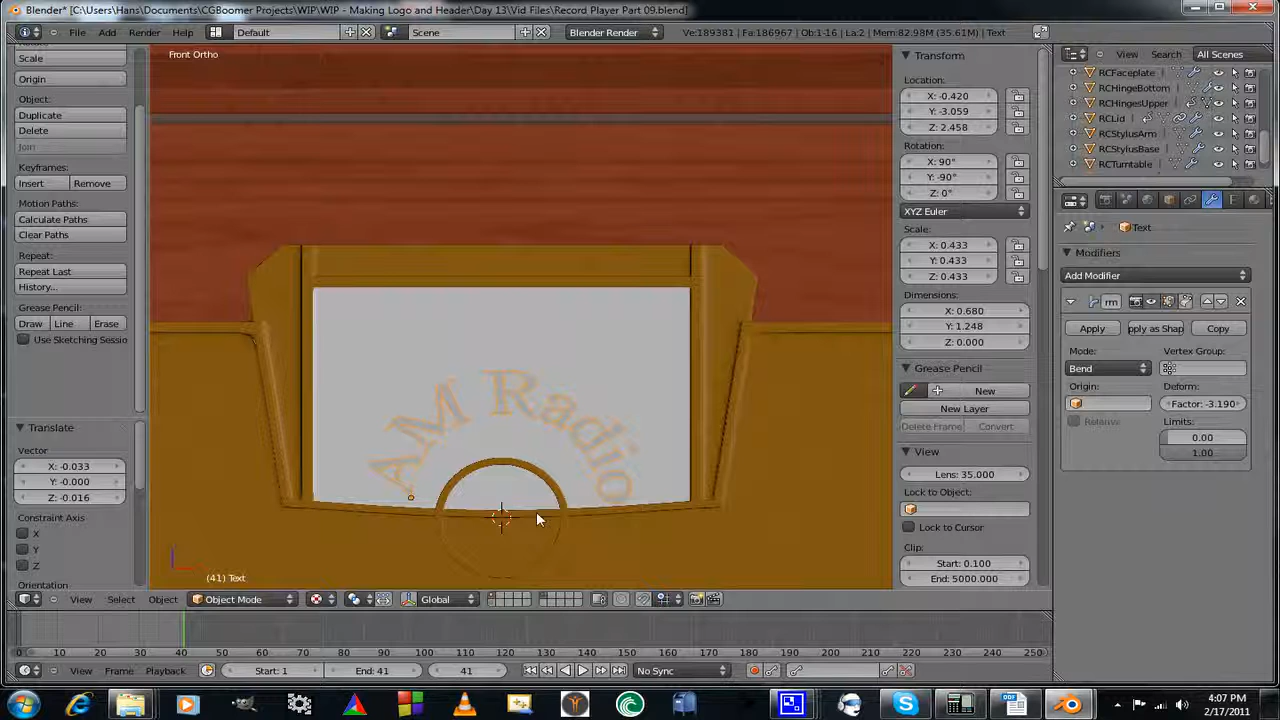 Blender* [C:\Users\Hans\Documents\CGBoomer Projects\WIP\WIP - Making Logo and Header\Day 13\Vid Files\Record Player Part 09.blend]
File Add Render Help Default Scene Blender Render Ve:189381 | Fa:186967 | Ob:1-16 | La:2 | Mem:82.98M (35.61M) | Text
Scale
Origin
Object:
Duplicate
Delete
Join
Keyframes:
Insert Remove
Motion Paths:
Calculate Paths
Clear Paths
Repeat:
Repeat Last
History...
Grease Pencil:
Draw Line Erase
Use Sketching Sessio
Translate
Vector
X: -0.033
Y: -0.000
Z: -0.016
Constraint Axis
X
Y
Z
Orientation
Front Ortho
AM Radio
(41) Text
View Select Object Object Mode Global
Transform
Location:
X: -0.420
Y: -3.059
Z: 2.458
Rotation:
X: 90°
Y: -90°
Z: 0°
XYZ Euler
Scale:
X: 0.433
Y: 0.433
Z: 0.433
Dimensions:
X: 0.680
Y: 1.248
Z: 0.000
Grease Pencil
New
New Layer
Delete Frame Convert
View
Lens: 35.000
Lock to Object:
Lock to Cursor
Clip:
Start: 0.100
End: 5000.000
View Search All Scenes
RCFaceplate
RCHingeBottom
RCHingesUpper
RCLid
RCStylusArm
RCStylusBase
RCTurntable
Text
Modifiers
Add Modifier
rm
Apply pply as Shap Copy
Mode: Vertex Group:
Bend
Origin: Deform:
Factor: -3.190
Relative Limits:
0.00
1.00
0 10 20 30 40 50 60 70 80 90 100 110 120 130 140 150 160 170 180 190 200 210 220 230 240 250
View Frame Playback Start: 1 End: 41 41 No Sync
4:07 PM
2/17/2011